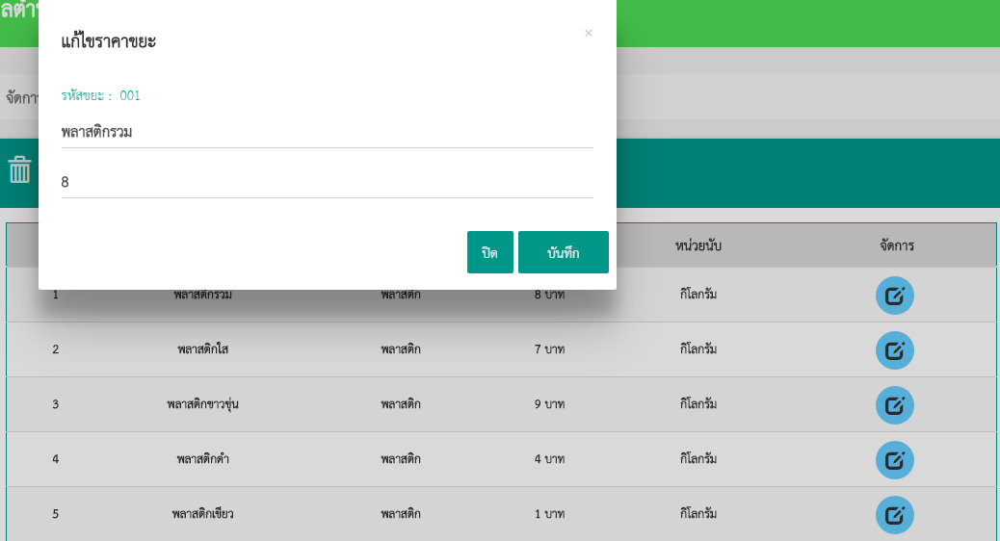 แก้ไขราคาขยะ
×
รหัสขยะ : 001
พลาสติกรวม
8
ปิด บันทึก
หน่วยนับ จัดการ
1 พลาสติกรวม พลาสติก 8 บาท กิโลกรัม
2 พลาสติกใส พลาสติก 7 บาท กิโลกรัม
3 พลาสติกขาวขุ่น พลาสติก 9 บาท กิโลกรัม
4 พลาสติกดำ พลาสติก 4 บาท กิโลกรัม
5 พลาสติกเขียว พลาสติก 1 บาท กิโลกรัม